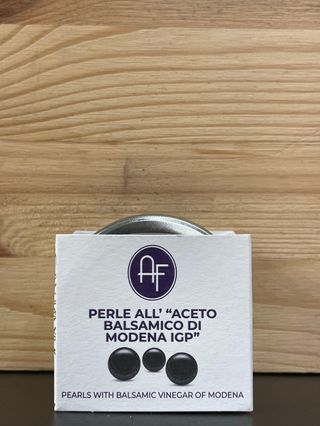 AF
PERLE ALL' “ACETO
BALSAMICO DI
MODENA IGP”
PEARLS WITH BALSAMIC VINEGAR OF MODENA